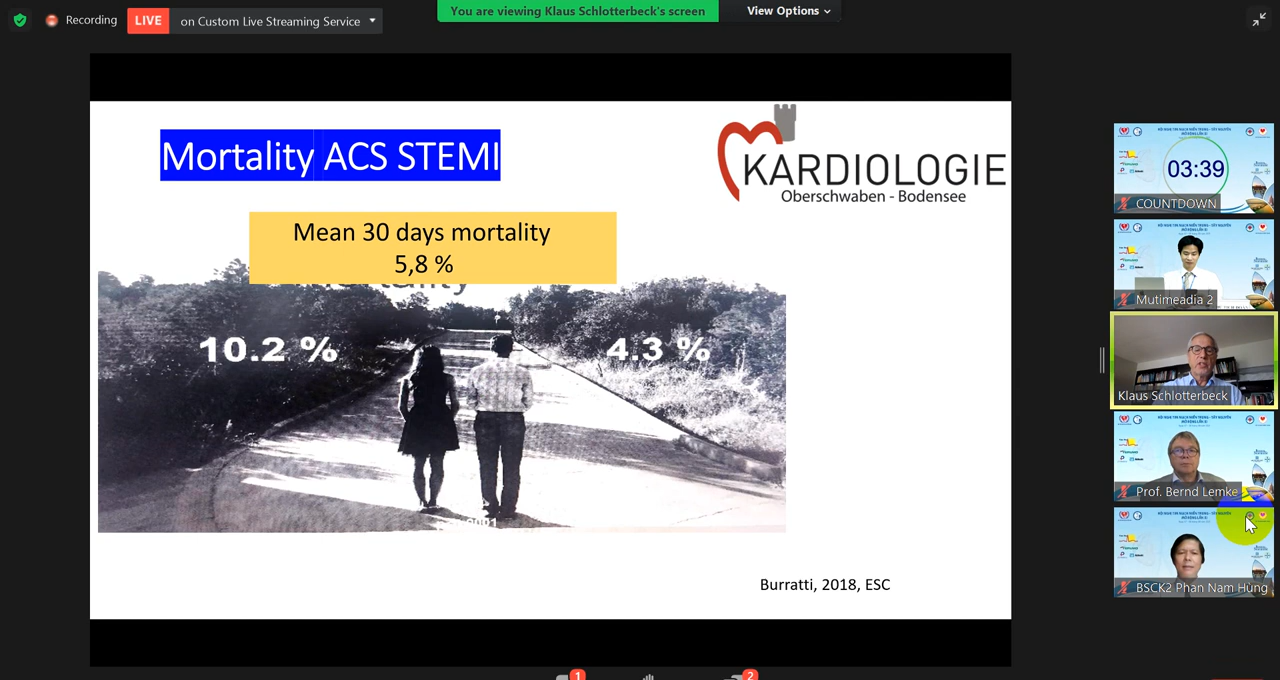 Recording
LIVE
on Custom Live Streaming Service
You are viewing Klaus Schlotterbeck's screen
View Options
Mortality ACS STEMI
KARDIOLOGIE
Oberschwaben - Bodensee
Mean 30 days mortality
5,8 %
10.2 %
4.3 %
Burratti, 2018, ESC
03:39
COUNTDOWN
Mutimeadia 2
Klaus Schlotterbeck
Prof. Bernd Lemke
BSCK2 Phan Nam Hùng
1
2